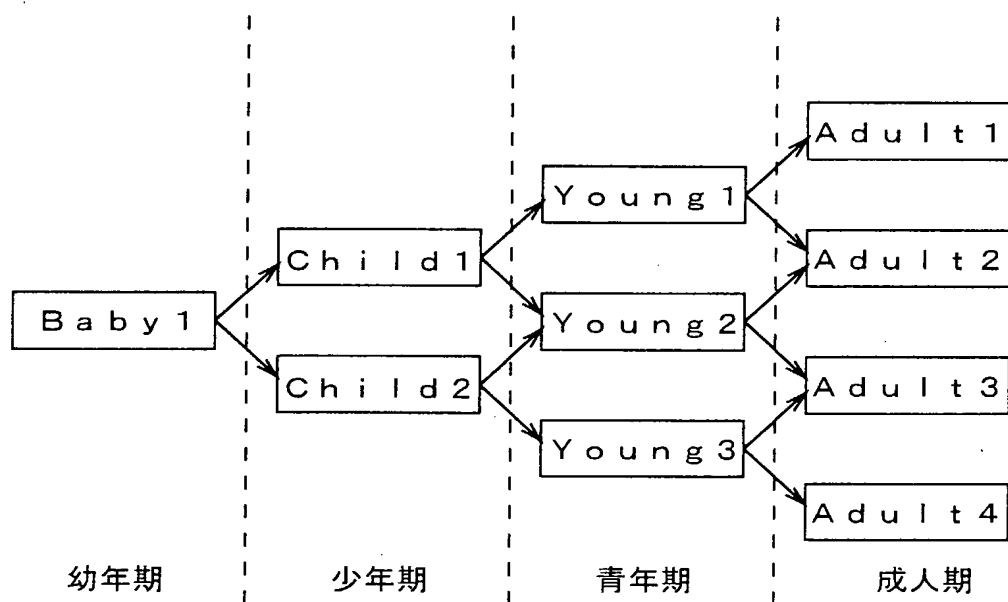 Adult1
Young1
Child1
Adult2
Baby1
Young2
Child2
Adult3
Young3
Adult4
幼年期
少年期
青年期
成人期